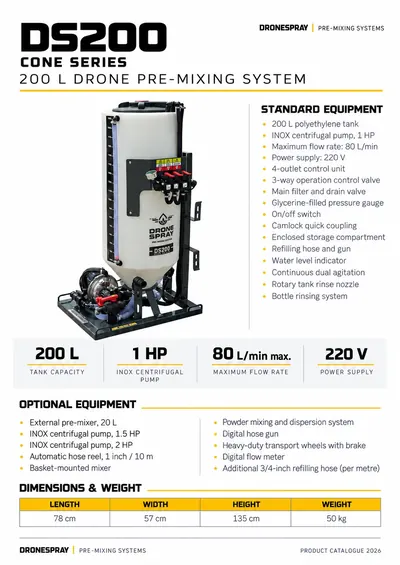 DS200
DRONESPRAY | PRE-MIXING SYSTEMS
CONE SERIES
200 L DRONE PRE-MIXING SYSTEM
STANDARD EQUIPMENT
• 200 L polyethylene tank
• INOX centrifugal pump, 1 HP
• Maximum flow rate: 80 L/min
• Power supply: 220 V
• 4-outlet control unit
• 3-way operation control valve
• Main filter and drain valve
• Glycerine-filled pressure gauge
• On/off switch
• Camlock quick coupling
• Enclosed storage compartment
• Refilling hose and gun
• Water level indicator
• Continuous dual agitation
• Rotary tank rinse nozzle
• Bottle rinsing system
DRONE
SPRAY
DS200
200 L
TANK CAPACITY
1 HP
INOX CENTRIFUGAL
PUMP
80 L/min max.
MAXIMUM FLOW RATE
220 V
POWER SUPPLY
OPTIONAL EQUIPMENT
• External pre-mixer, 20 L
• INOX centrifugal pump, 1.5 HP
• INOX centrifugal pump, 2 HP
• Automatic hose reel, 1 inch / 10 m
• Basket-mounted mixer
• Powder mixing and dispersion system
• Digital hose gun
• Heavy-duty transport wheels with brake
• Digital flow meter
• Additional 3/4-inch refilling hose (per metre)
DIMENSIONS & WEIGHT
LENGTH WIDTH HEIGHT WEIGHT
78 cm 57 cm 135 cm 50 kg
DRONESPRAY | PRE-MIXING SYSTEMS
PRODUCT CATALOGUE 2026